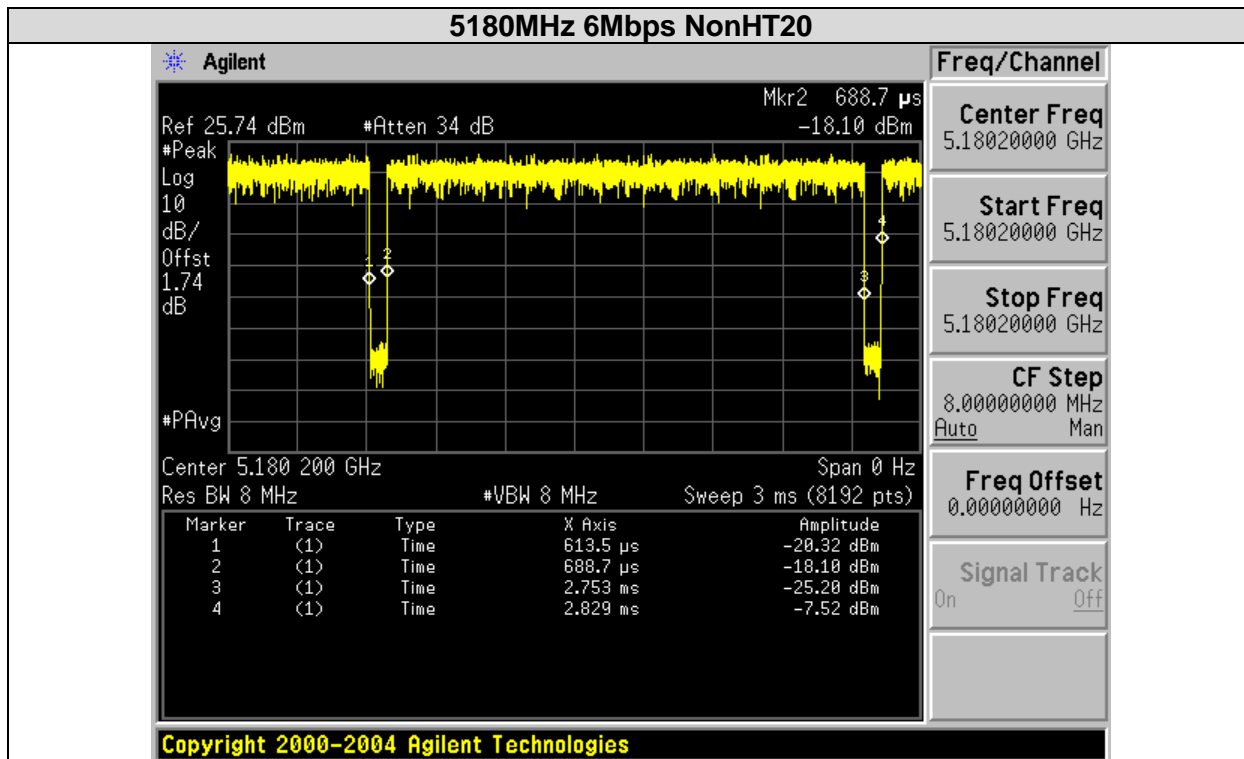 5180MHz 6Mbps NonHT20
Agilent
Freq/Channel
Mkr2 688.7 µs
Ref 25.74 dBm #Atten 34 dB -18.10 dBm
#Peak
Log
10
dB/
Offst
1.74
dB
#PAvg
1
2
3
4
Center 5.180 200 GHz Span 0 Hz
Res BW 8 MHz #VBW 8 MHz Sweep 3 ms (8192 pts)
Marker Trace Type X Axis Amplitude
1 (1) Time 613.5 µs -20.32 dBm
2 (1) Time 688.7 µs -18.10 dBm
3 (1) Time 2.753 ms -25.20 dBm
4 (1) Time 2.829 ms -7.52 dBm
Center Freq
5.18020000 GHz
Start Freq
5.18020000 GHz
Stop Freq
5.18020000 GHz
CF Step
8.00000000 MHz
Auto Man
Freq Offset
0.00000000 Hz
Signal Track
On Off
Copyright 2000-2004 Agilent Technologies